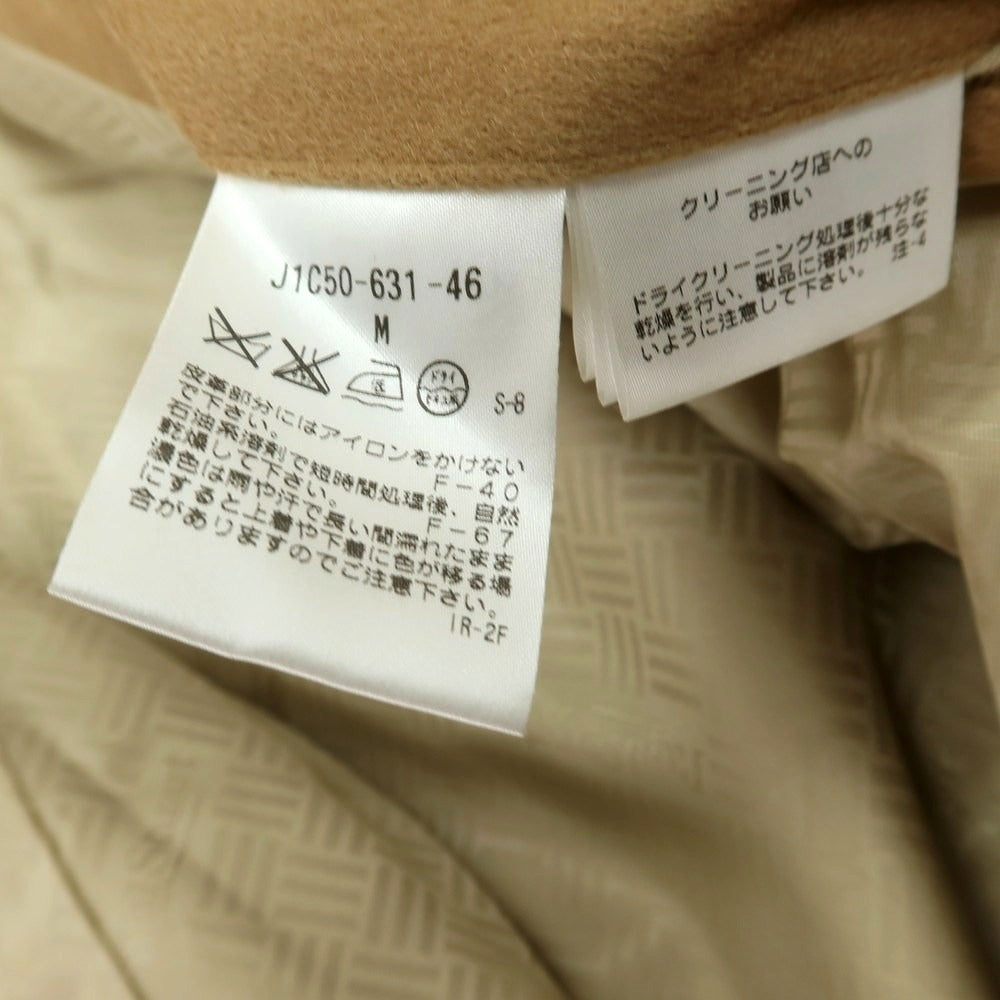 J1C50-631-46
M
ドライ
セキユ系
S-8
皮革部分にはアイロンをかけない
で下さい。
F-40
石油系溶剤で短時間処理後、自然
乾燥して下さい。
F-67
濃色は雨や汗で長い間濡れたまま
にすると上着や下着に色が移る場
合がありますのでご注意下さい。
IR-2F
クリーニング店への
お願い
ドライクリーニング処理後十分な
乾燥を行い、製品に溶剤が残らな
いように注意して下さい。
注-4